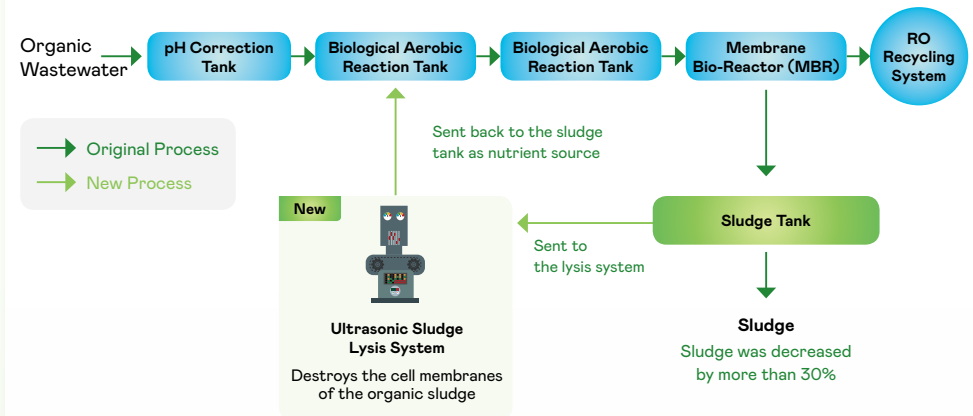 Organic
Wastewater
pH Correction
Tank
Biological Aerobic
Reaction Tank
Biological Aerobic
Reaction Tank
Membrane
Bio-Reactor (MBR)
RO
Recycling
System
Original Process
New Process
Sent back to the sludge
tank as nutrient source
New
Sent to
the lysis system
Sludge Tank
Ultrasonic Sludge
Lysis System
Destroys the cell membranes
of the organic sludge
Sludge
Sludge was decreased
by more than 30%